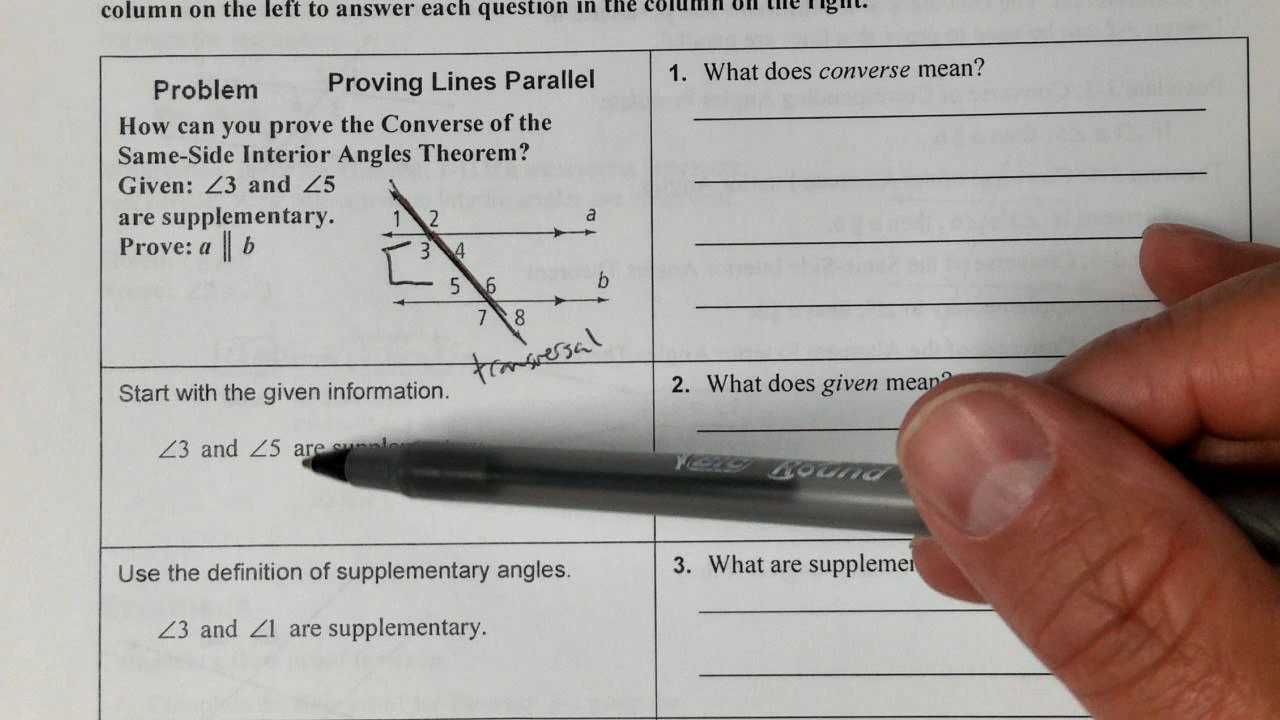 column on the left to answer each question in the column on the right.
Problem Proving Lines Parallel
How can you prove the Converse of the
Same-Side Interior Angles Theorem?
Given: ∠3 and ∠5
are supplementary.
Prove: a ∥ b
1 2 a
3 4
5 6 b
7 8
transversal
1. What does converse mean?
Start with the given information.
∠3 and ∠5 are
2. What does given mean?
Round
Use the definition of supplementary angles.
∠3 and ∠1 are supplementary.
3. What are